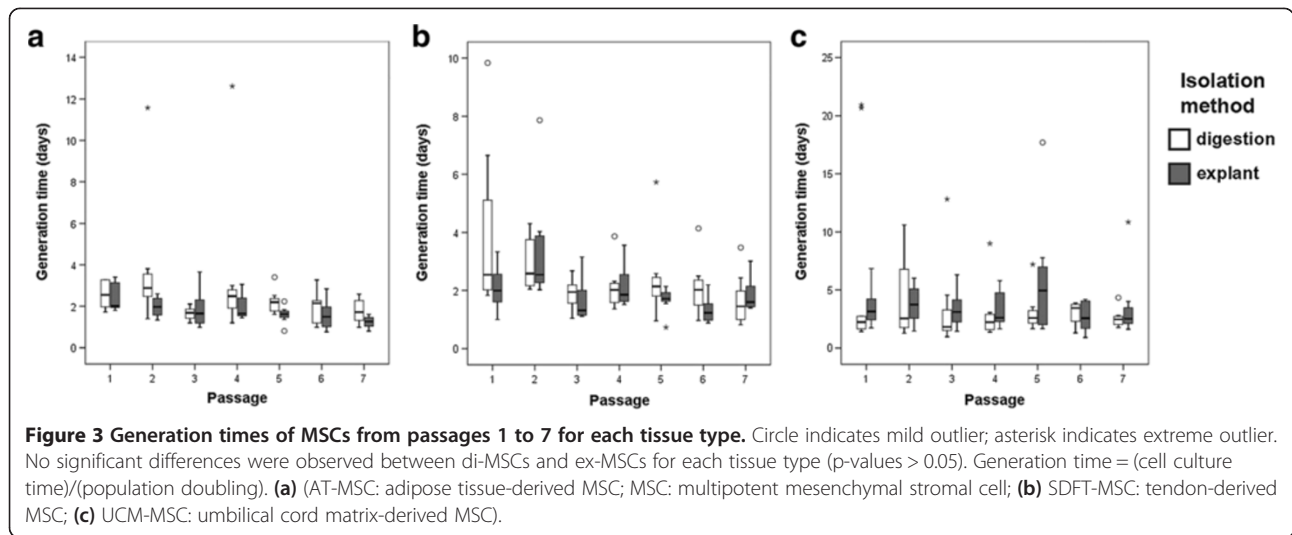 a
b
c
14
12
10
8
6
4
2
0
Generation time (days)
1 2 3 4 5 6 7
Passage
10
8
6
4
2
0
Generation time (days)
1 2 3 4 5 6 7
Passage
25
20
15
10
5
0
Generation time (days)
1 2 3 4 5 6 7
Passage
Isolation
method
digestion
explant
Figure 3 Generation times of MSCs from passages 1 to 7 for each tissue type. Circle indicates mild outlier; asterisk indicates extreme outlier.
No significant differences were observed between di-MSCs and ex-MSCs for each tissue type (p-values > 0.05). Generation time = (cell culture
time)/(population doubling). (a) (AT-MSC: adipose tissue-derived MSC; MSC: multipotent mesenchymal stromal cell; (b) SDFT-MSC: tendon-derived
MSC; (c) UCM-MSC: umbilical cord matrix-derived MSC).